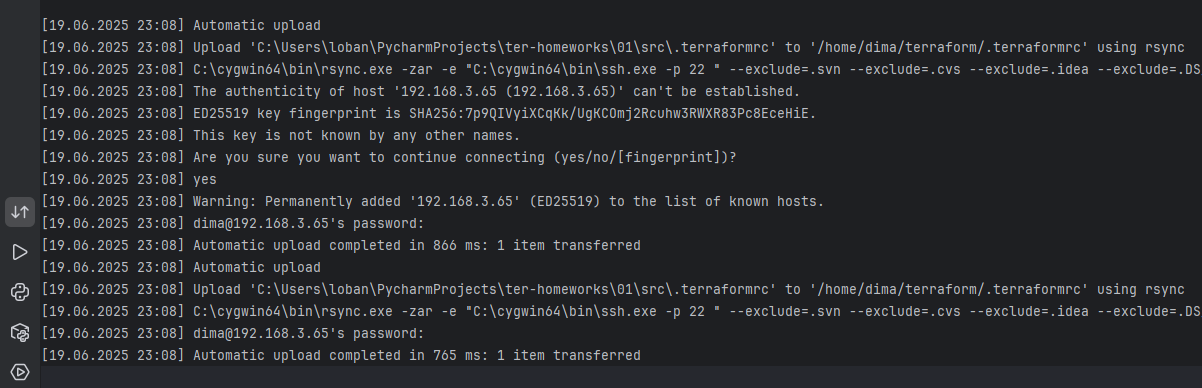 [19.06.2025 23:08] Automatic upload
[19.06.2025 23:08] Upload 'C:\Users\loban\PycharmProjects\ter-homeworks\01\src\.terraformrc' to '/home/dima/terraform/.terraformrc' using rsync
[19.06.2025 23:08] C:\cygwin64\bin\rsync.exe -zar -e "C:\cygwin64\bin\ssh.exe -p 22 " --exclude=.svn --exclude=.cvs --exclude=.idea --exclude=.DS
[19.06.2025 23:08] The authenticity of host '192.168.3.65 (192.168.3.65)' can't be established.
[19.06.2025 23:08] ED25519 key fingerprint is SHA256:7p9QIVyiXCqKk/UgKCOmj2Rcuhw3RWXR83Pc8EceHiE.
[19.06.2025 23:08] This key is not known by any other names.
[19.06.2025 23:08] Are you sure you want to continue connecting (yes/no/[fingerprint])?
[19.06.2025 23:08] yes
[19.06.2025 23:08] Warning: Permanently added '192.168.3.65' (ED25519) to the list of known hosts.
[19.06.2025 23:08] dima@192.168.3.65's password:
[19.06.2025 23:08] Automatic upload completed in 866 ms: 1 item transferred
[19.06.2025 23:08] Automatic upload
[19.06.2025 23:08] Upload 'C:\Users\loban\PycharmProjects\ter-homeworks\01\src\.terraformrc' to '/home/dima/terraform/.terraformrc' using rsync
[19.06.2025 23:08] C:\cygwin64\bin\rsync.exe -zar -e "C:\cygwin64\bin\ssh.exe -p 22 " --exclude=.svn --exclude=.cvs --exclude=.idea --exclude=.DS
[19.06.2025 23:08] dima@192.168.3.65's password:
[19.06.2025 23:08] Automatic upload completed in 765 ms: 1 item transferred